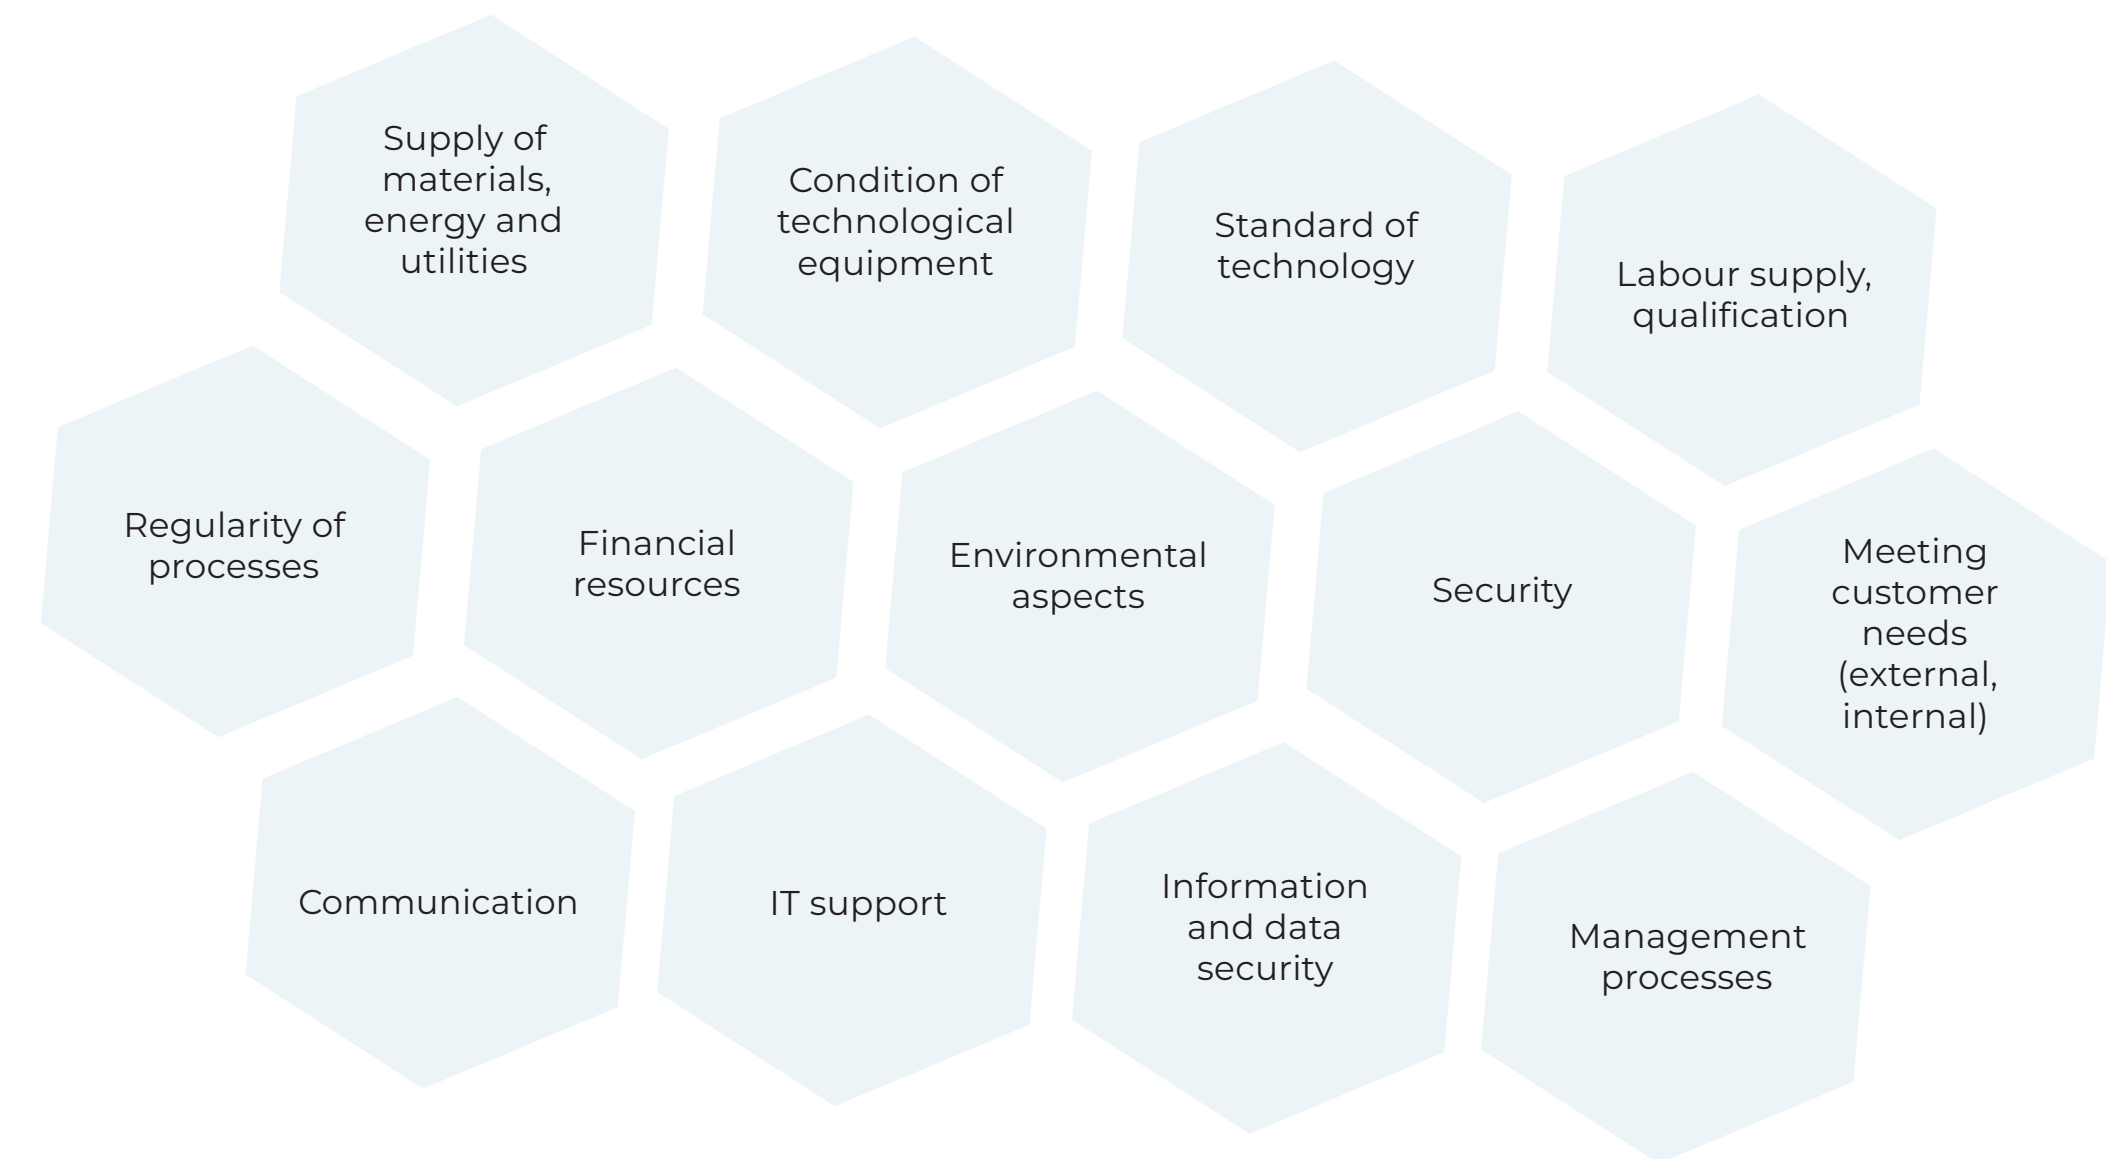 Supply of
materials,
energy and
utilities
Condition of
technological
equipment
Standard of
technology
Labour supply,
qualification
Regularity of
processes
Financial
resources
Environmental
aspects
Security
Meeting
customer
needs
(external,
internal)
Communication
IT support
Information
and data
security
Management
processes